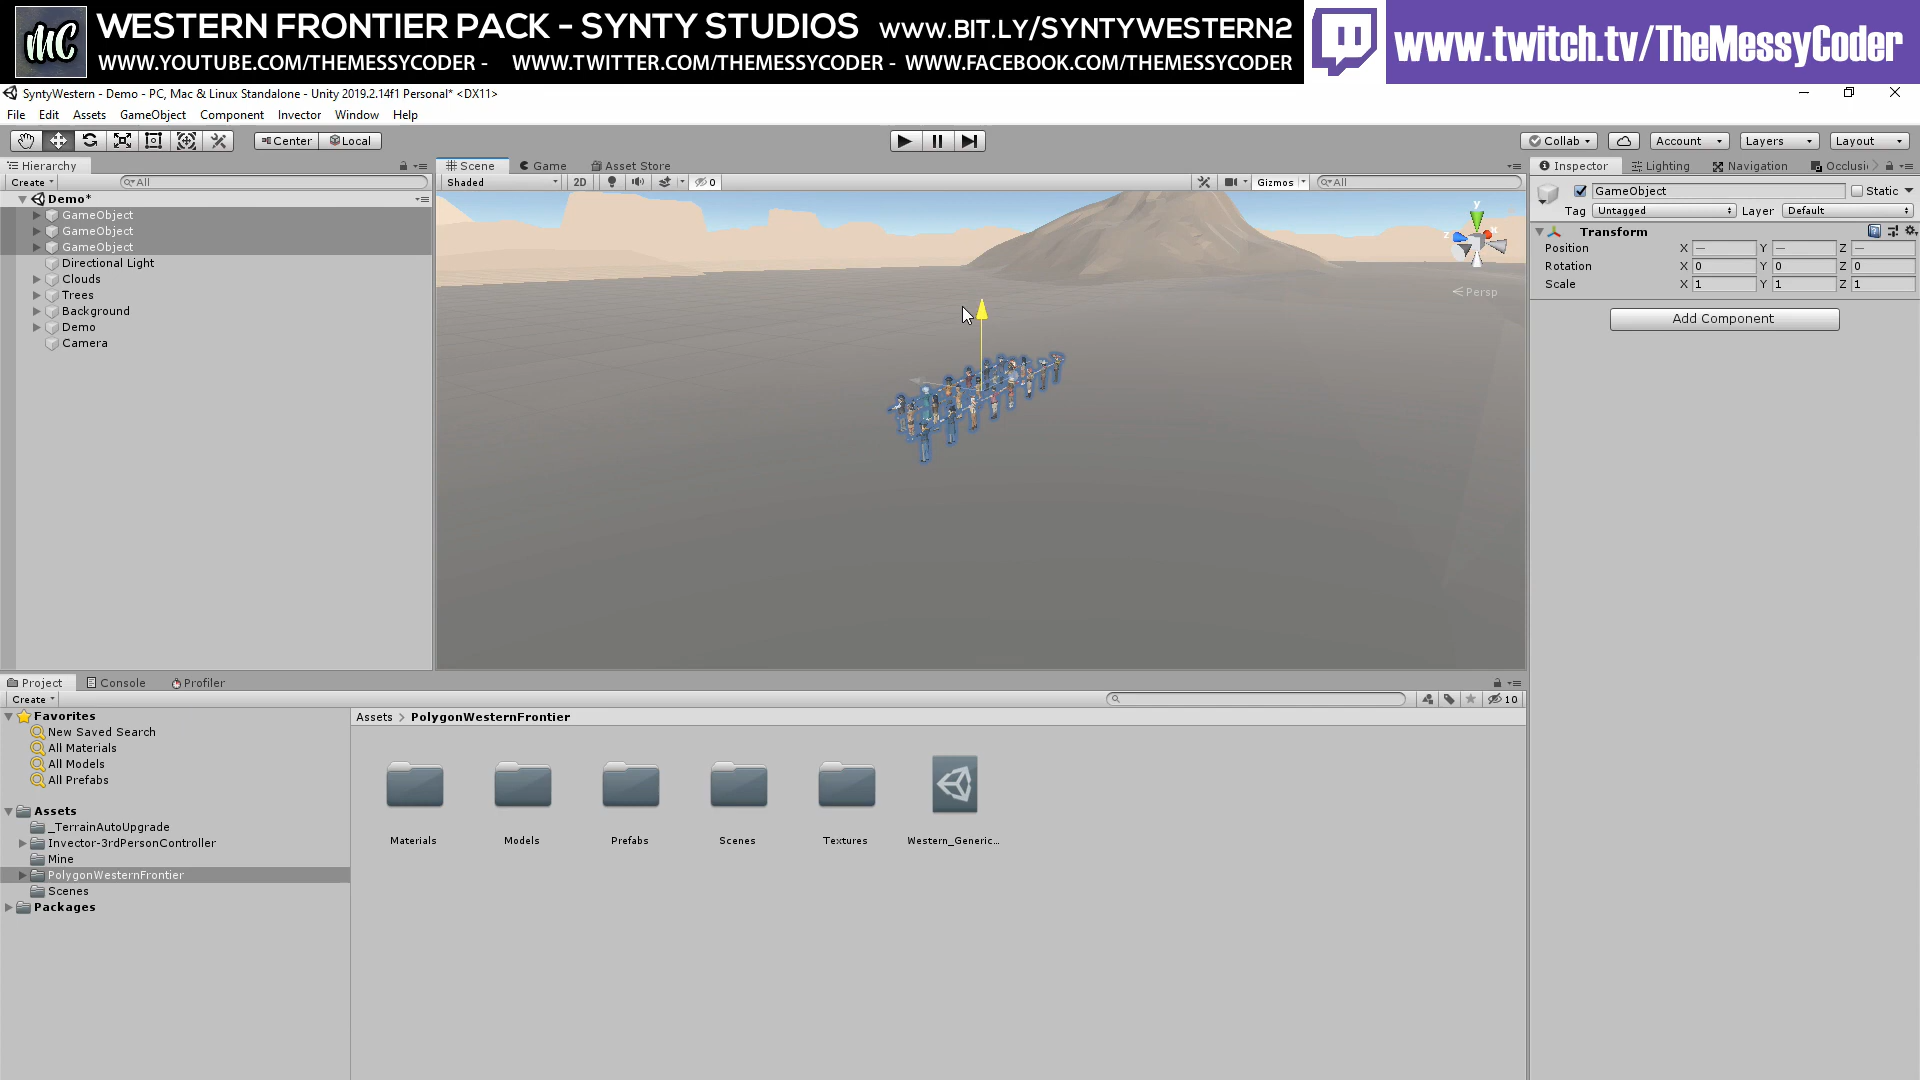 MC
WESTERN FRONTIER PACK - SYNTY STUDIOS WWW.BIT.LY/SYNTYWESTERN2
WWW.YOUTUBE.COM/THEMESSYCODER - WWW.TWITTER.COM/THEMESSYCODER - WWW.FACEBOOK.COM/THEMESSYCODER
www.twitch.tv/TheMessyCoder
SyntyWestern - Demo - PC, Mac & Linux Standalone - Unity 2019.2.14f1 Personal* <DX11>
File Edit Assets GameObject Component Invector Window Help
Center Local Collab Account Layers Layout
Hierarchy
Create All
Demo*
GameObject
GameObject
GameObject
Directional Light
Clouds
Trees
Background
Demo
Camera
Scene Game Asset Store
Shaded 2D 0 Gizmos All
y
x
z
Persp
Inspector Lighting Navigation Occlusi
GameObject Static
Tag Untagged Layer Default
Transform
Position X — Y — Z —
Rotation X 0 Y 0 Z 0
Scale X 1 Y 1 Z 1
Add Component
Project Console Profiler
Create 10
Favorites
New Saved Search
All Materials
All Models
All Prefabs
Assets
_TerrainAutoUpgrade
Invector-3rdPersonController
Mine
PolygonWesternFrontier
Scenes
Packages
Assets > PolygonWesternFrontier
Materials Models Prefabs Scenes Textures Western_Generic...